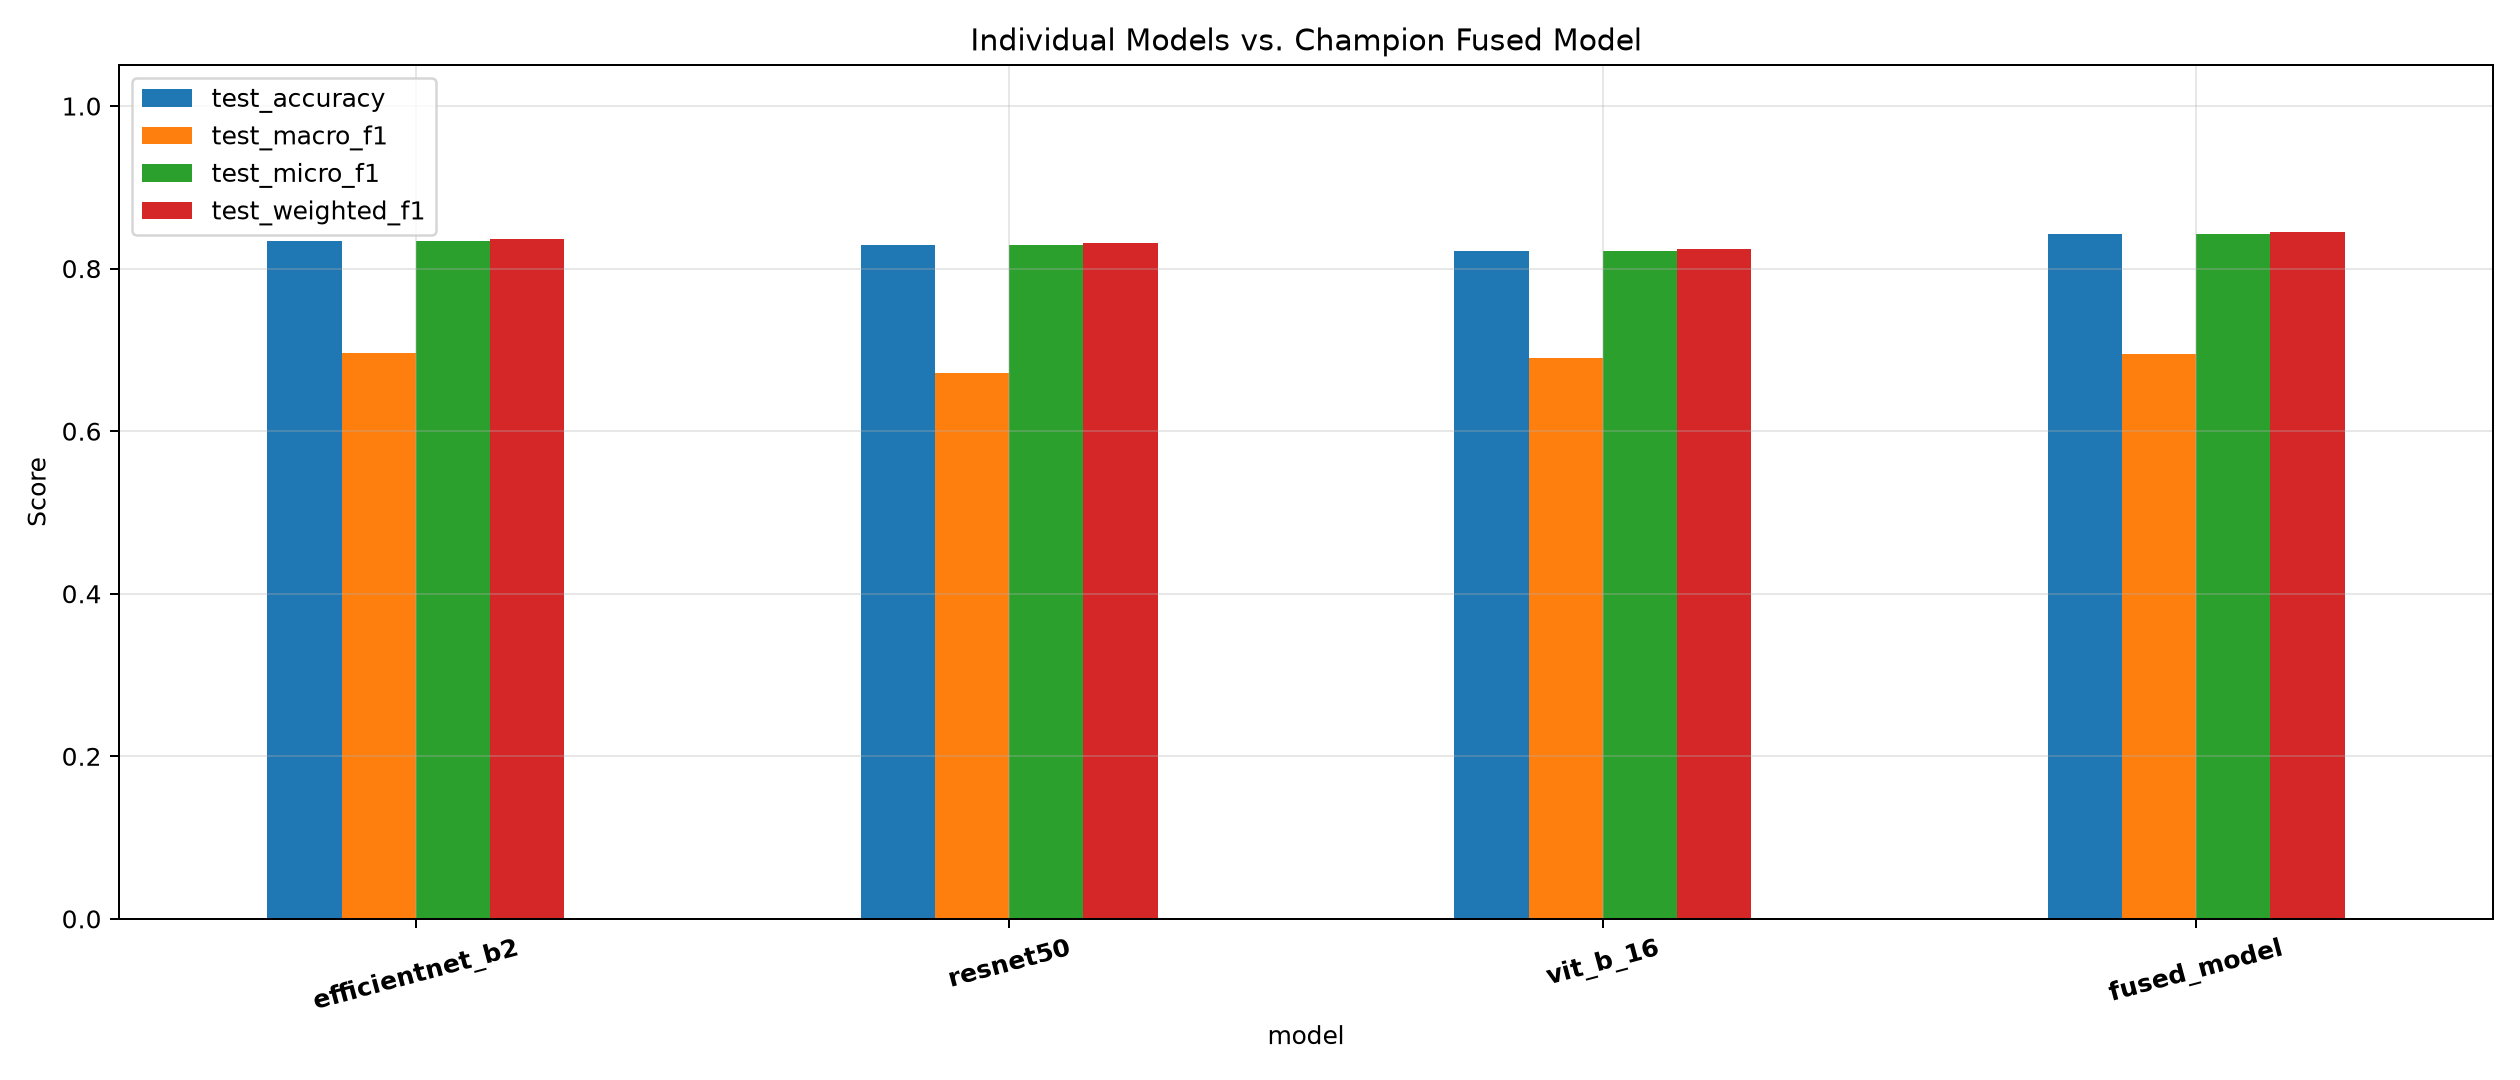 Individual Models vs. Champion Fused Model
test_accuracy
test_macro_f1
test_micro_f1
test_weighted_f1
1.0
0.8
0.6
0.4
0.2
0.0
Score
efficientnet_b2
resnet50
vit_b_16
fused_model
model